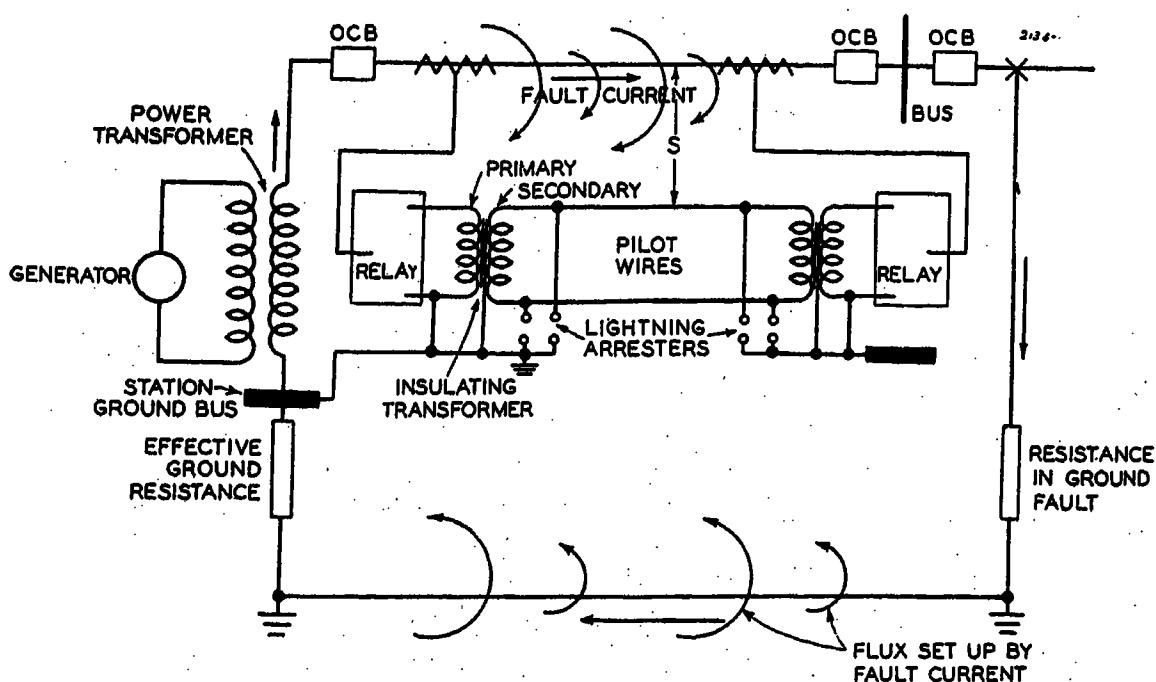 OCB
OCB
OCB
FAULT CURRENT
BUS
S
POWER
TRANSFORMER
PRIMARY
SECONDARY
GENERATOR
RELAY
PILOT
WIRES
RELAY
LIGHTNING
ARRESTERS
STATION
GROUND BUS
INSULATING
TRANSFORMER
EFFECTIVE
GROUND
RESISTANCE
RESISTANCE
IN GROUND
FAULT
FLUX SET UP BY
FAULT CURRENT